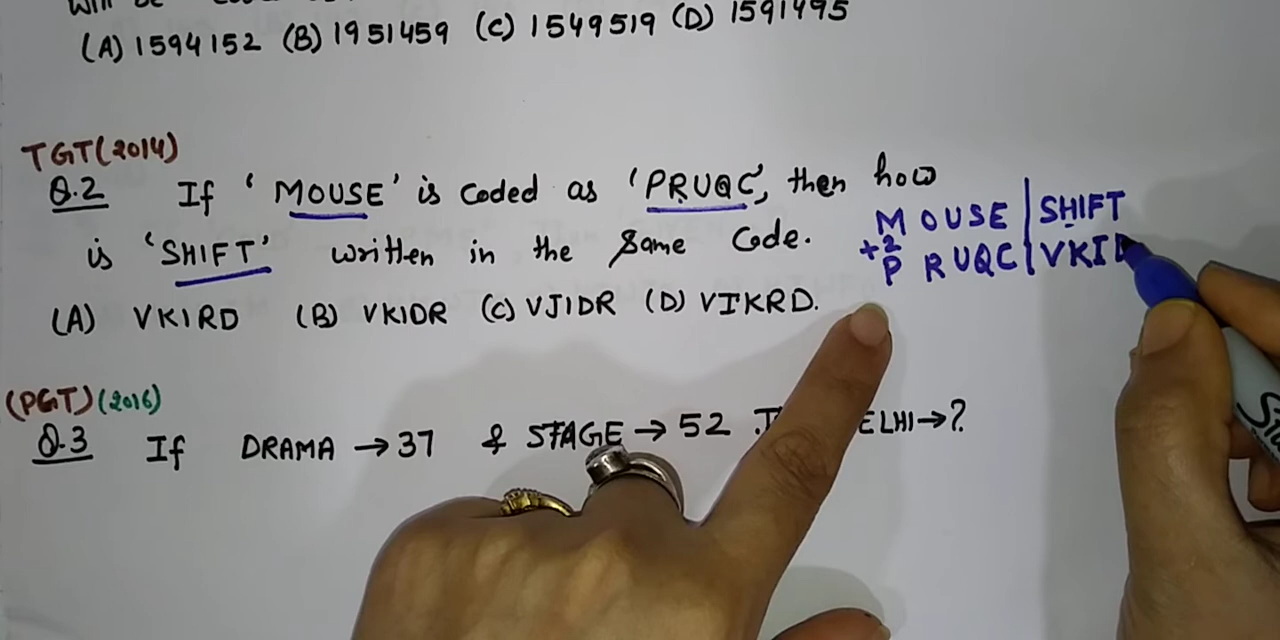 will be
(A) 1594152 (B) 1951459 (C) 1549519 (D) 1591495
TGT(2014)
Q.2 If 'MOUSE' is coded as 'PRUQC', then how
is 'SHIFT' written in the same code.
MOUSE | SHIFT
+2
PRUQC | VKID
(A) VKIRD (B) VKIDR (C) VJIDR (D) VIKRD.
(PGT)(2016)
Q.3 If DRAMA → 37 & STAGE → 52 . ELHI → ?